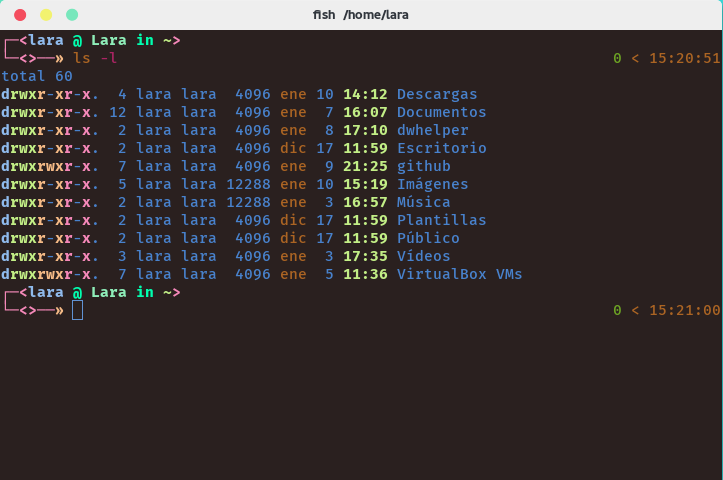 fish /home/lara
┌─<lara @ Lara in ~>
└─<>──» ls -l 0 < 15:20:51
total 60
drwxr-xr-x. 4 lara lara 4096 ene 10 14:12 Descargas
drwxr-xr-x. 12 lara lara 4096 ene 7 16:07 Documentos
drwxr-xr-x. 2 lara lara 4096 ene 8 17:10 dwhelper
drwxr-xr-x. 2 lara lara 4096 dic 17 11:59 Escritorio
drwxrwxr-x. 7 lara lara 4096 ene 9 21:25 github
drwxr-xr-x. 5 lara lara 12288 ene 10 15:19 Imágenes
drwxr-xr-x. 2 lara lara 12288 ene 3 16:57 Música
drwxr-xr-x. 2 lara lara 4096 dic 17 11:59 Plantillas
drwxr-xr-x. 2 lara lara 4096 dic 17 11:59 Público
drwxr-xr-x. 3 lara lara 4096 ene 3 17:35 Vídeos
drwxrwxr-x. 7 lara lara 4096 ene 5 11:36 VirtualBox VMs
┌─<lara @ Lara in ~>
└─<>──» 0 < 15:21:00